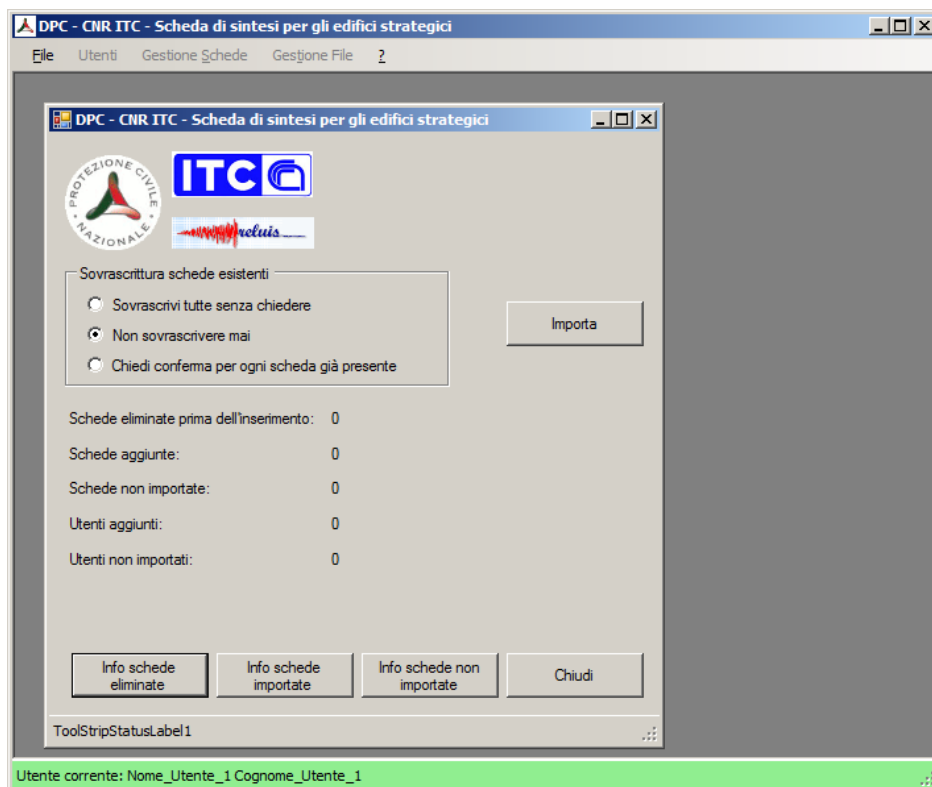 DPC - CNR ITC - Scheda di sintesi per gli edifici strategici
File Utenti Gestione Schede Gestione File ?
DPC - CNR ITC - Scheda di sintesi per gli edifici strategici
PROTEZIONE CIVILE NAZIONALE
ITC
reluis
Sovrascrittura schede esistenti
Sovrascrivi tutte senza chiedere
Non sovrascrivere mai
Chiedi conferma per ogni scheda già presente
Importa
Schede eliminate prima dell'inserimento: 0
Schede aggiunte: 0
Schede non importate: 0
Utenti aggiunti: 0
Utenti non importati: 0
Info schede eliminate
Info schede importate
Info schede non importate
Chiudi
ToolStripStatusLabel1
Utente corrente: Nome_Utente_1 Cognome_Utente_1